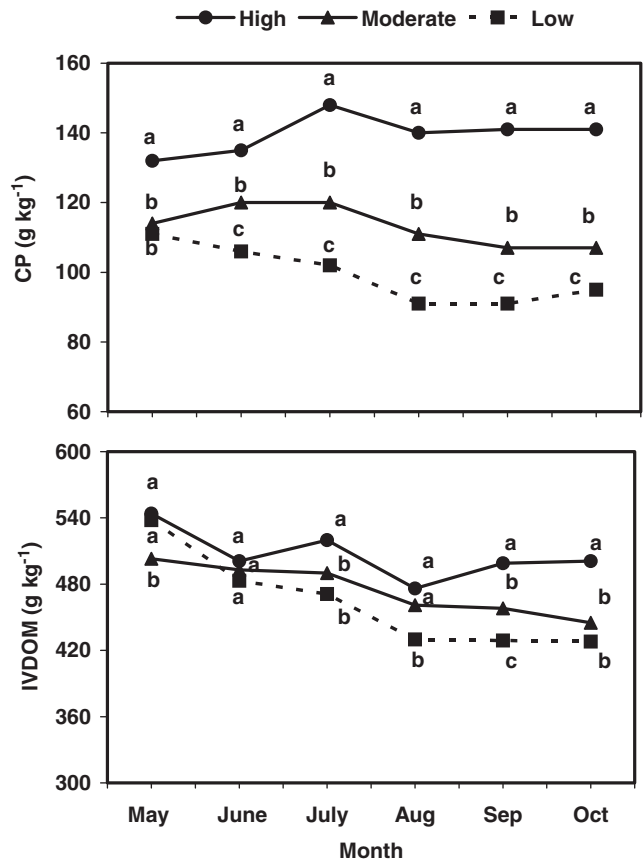 High Moderate Low
160
a
a a a a
140 a
b b b
120 b b b
b c c
100 c c c
80
60
CP (g kg-1)
600
a
540 a a a a
a a b a b b
480 b a a
b
420 b c b
360
300
IVDOM (g kg-1)
May June July Aug Sep Oct
Month